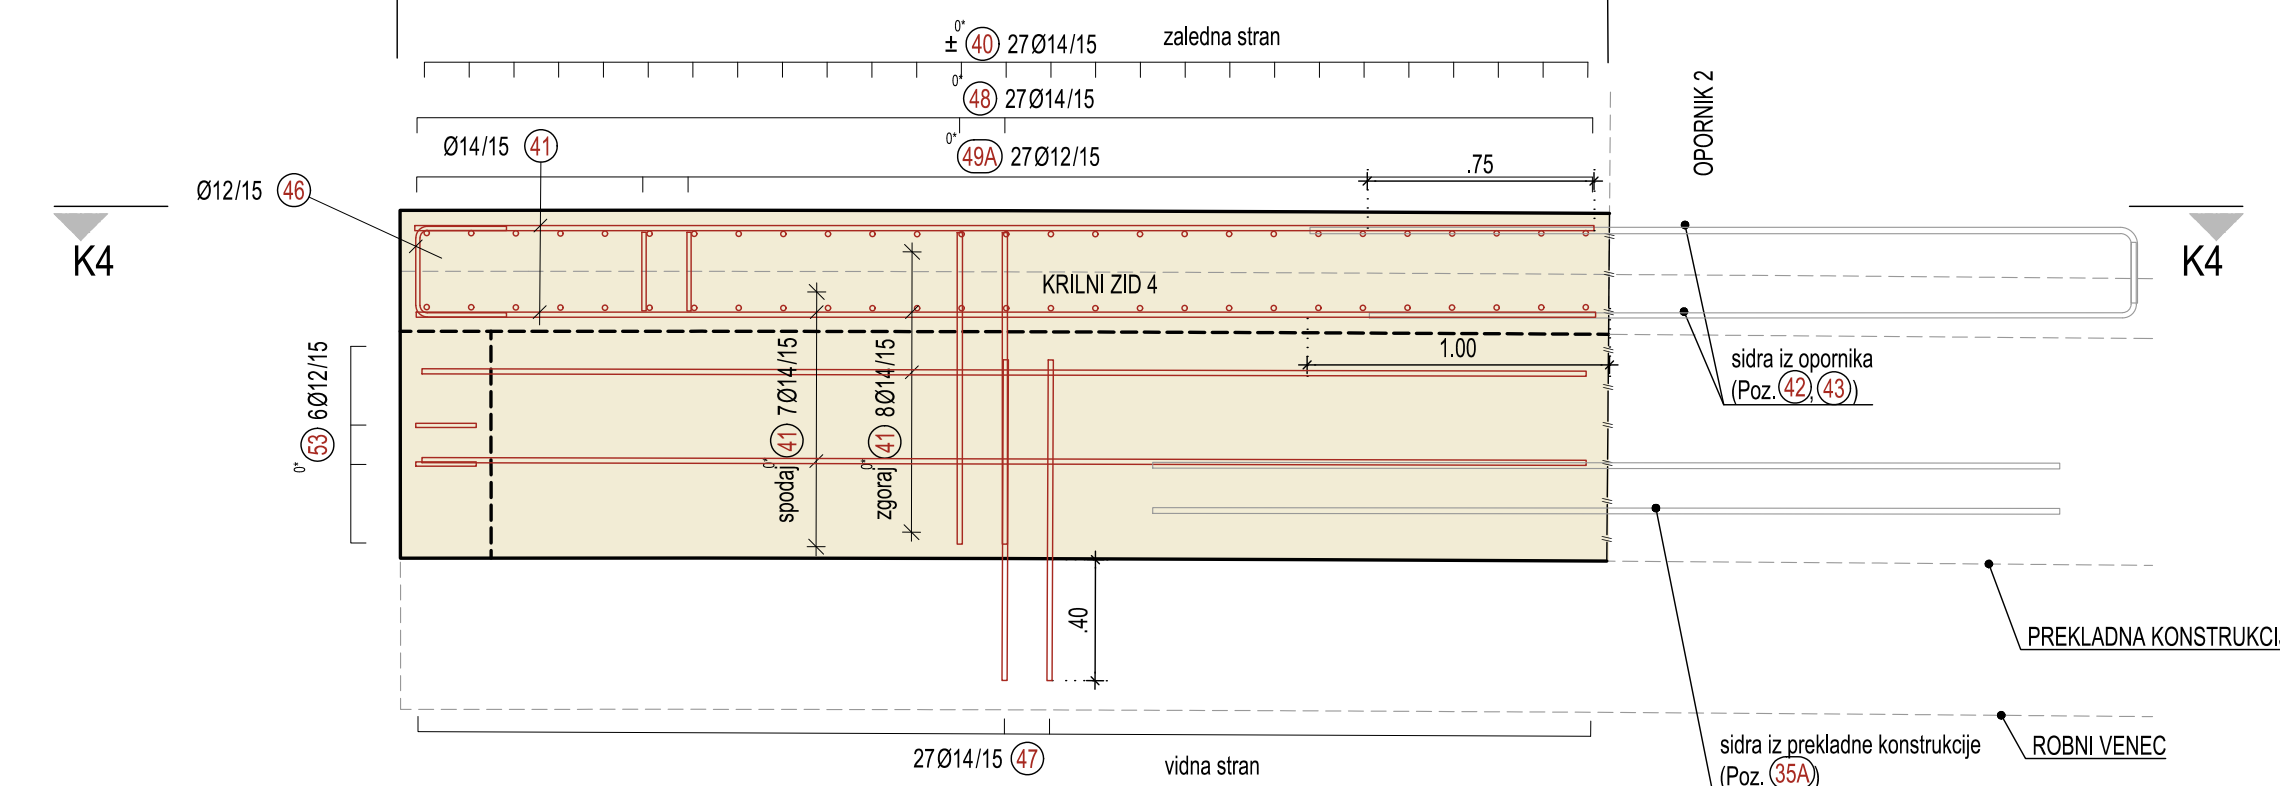 0*
± 40 27Ø14/15
zaledna stran
0*
48 27Ø14/15
Ø14/15 41
0*
49A 27Ø12/15
.75
OPORNIK 2
Ø12/15 46
K4
K4
KRILNI ZID 4
0* 53 6Ø12/15
spodaj 0* 41 7Ø14/15
zgoraj 0* 41 8Ø14/15
1.00
sidra iz opornika
(Poz. 42, 43)
.40
PREKLADNA KONSTRUKCI
sidra iz prekladne konstrukcije
(Poz. 35A)
ROBNI VENEC
27Ø14/15 47
vidna stran